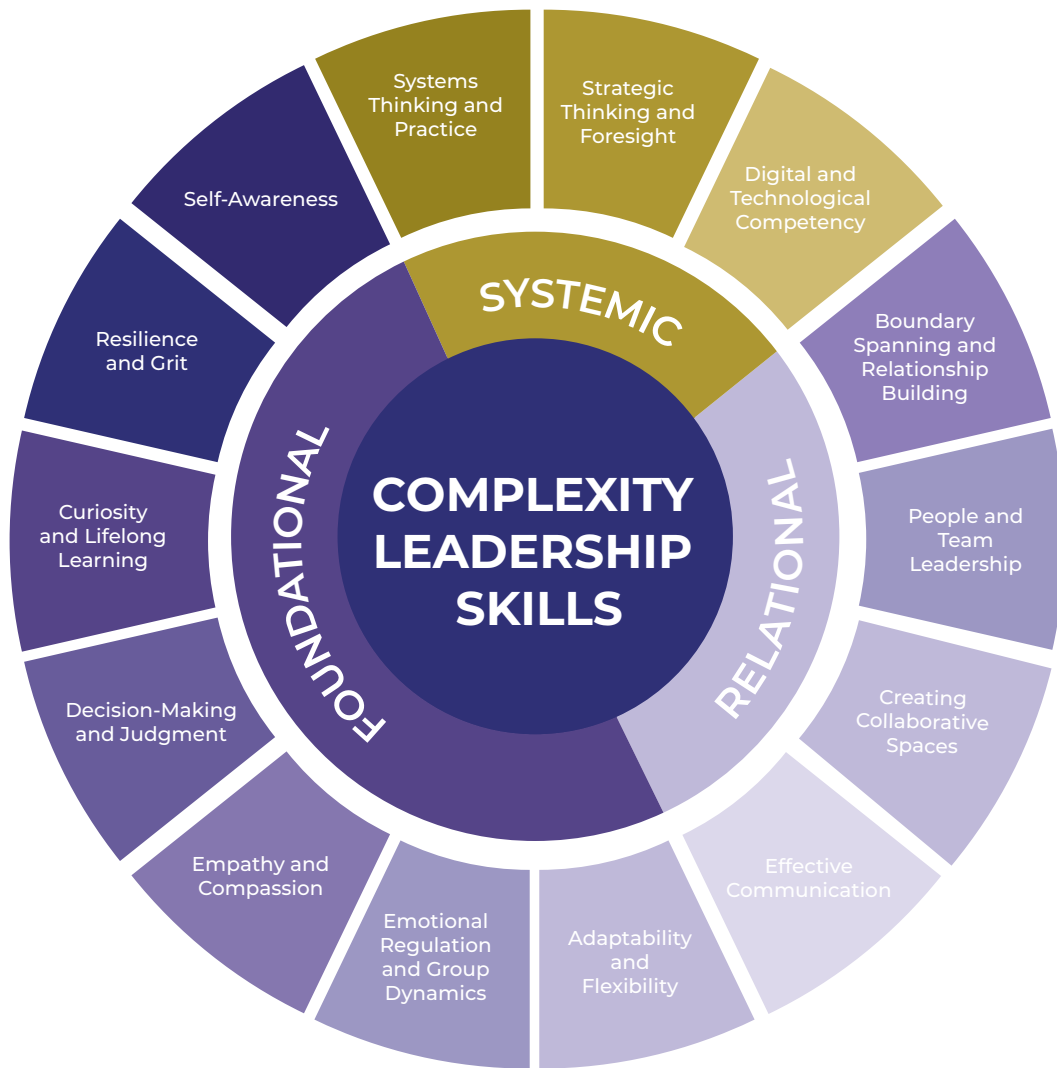 COMPLEXITY
LEADERSHIP
SKILLS
SYSTEMIC
RELATIONAL
FOUNDATIONAL
Systems
Thinking and
Practice
Strategic
Thinking and
Foresight
Digital and
Technological
Competency
Boundary
Spanning and
Relationship
Building
People and
Team
Leadership
Creating
Collaborative
Spaces
Effective
Communication
Adaptability
and
Flexibility
Emotional
Regulation
and Group
Dynamics
Empathy and
Compassion
Decision-Making
and Judgment
Curiosity
and Lifelong
Learning
Resilience
and Grit
Self-Awareness